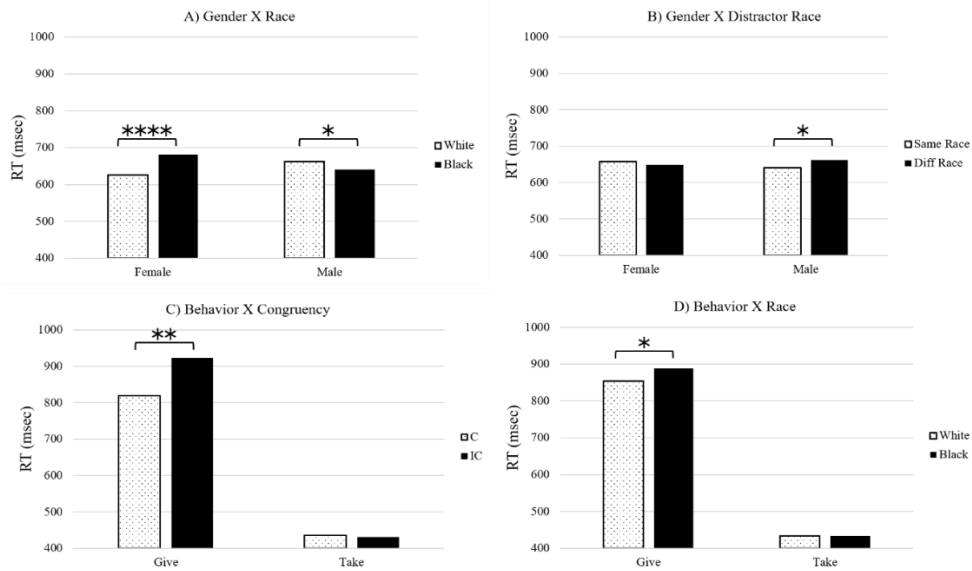 A) Gender X Race
1000
900
800
700
600
500
400
RT (msec)
****
*
White
Black
Female
Male
B) Gender X Distractor Race
1000
900
800
700
600
500
400
RT (msec)
*
Same Race
Diff Race
Female
Male
C) Behavior X Congruency
1000
900
800
700
600
500
400
RT (msec)
**
C
IC
Give
Take
D) Behavior X Race
1000
900
800
700
600
500
400
RT (msec)
*
White
Black
Give
Take